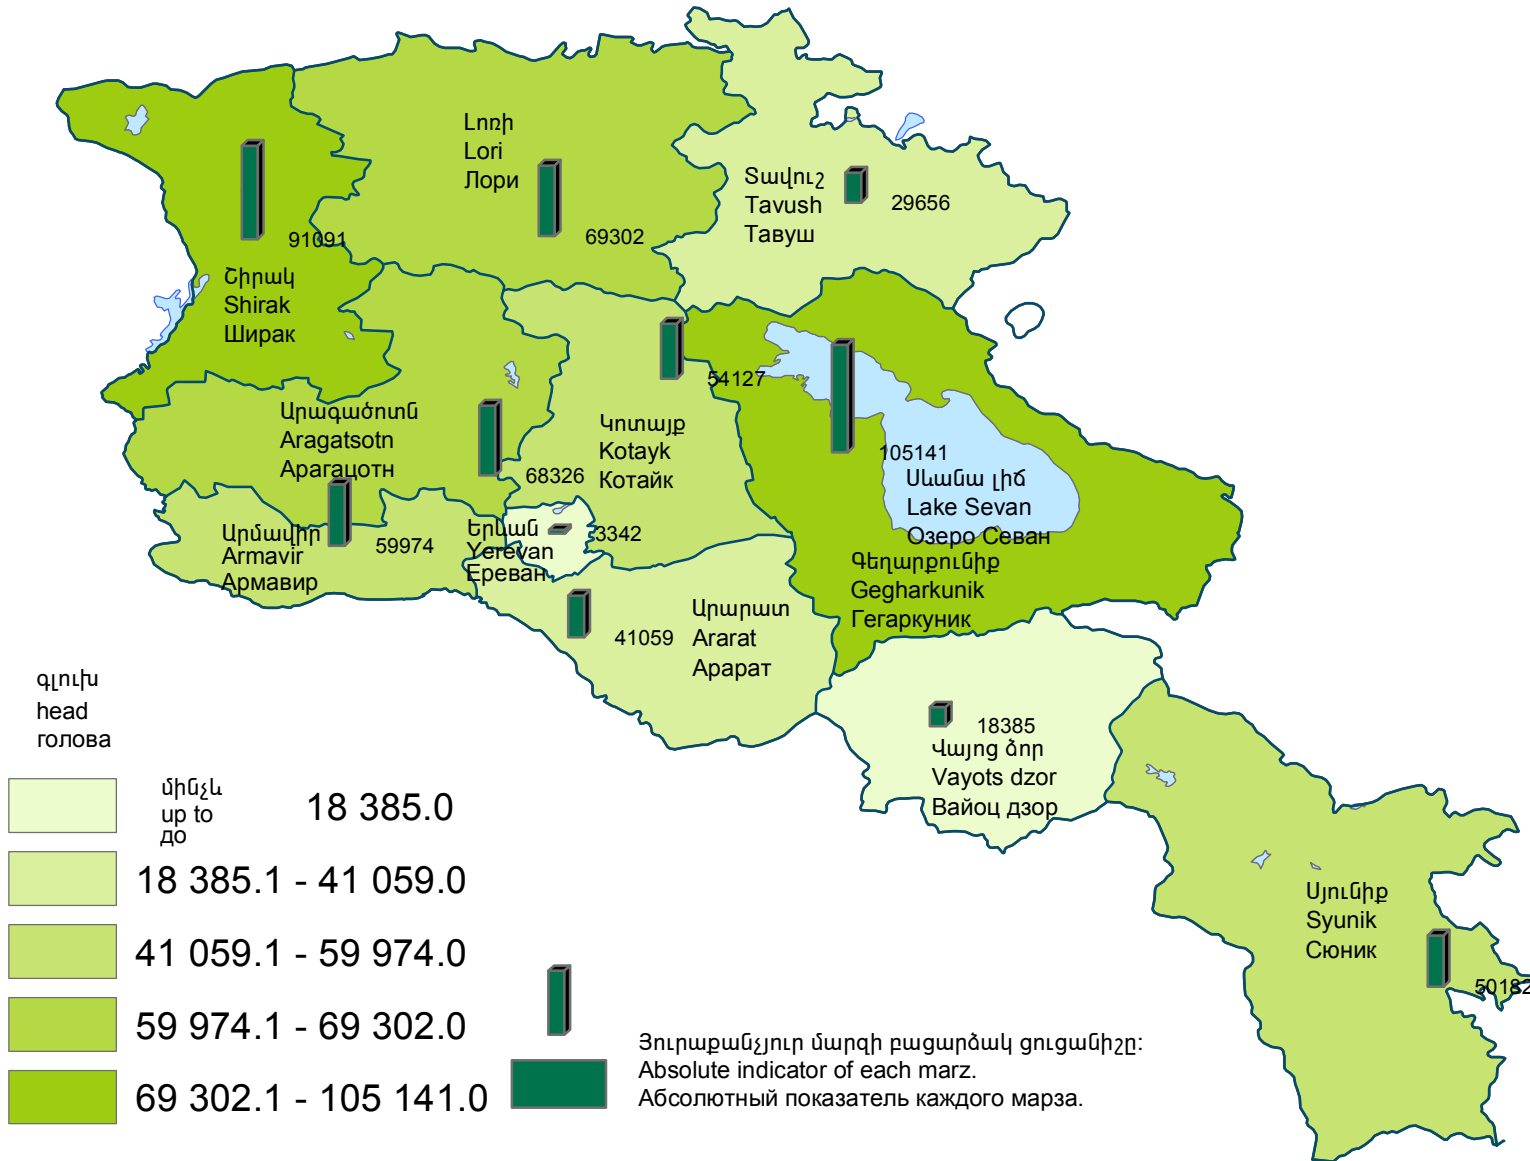 Լոռի
Lori
Лори
69302
Տավուշ
Tavush
Тавуш
29656
91091
Շիրակ
Shirak
Ширак
54127
Կոտայք
Kotayk
Котайк
Արագածոտն
Aragatsotn
Арагацотн
68326
105141
Սևանա լիճ
Lake Sevan
Озеро Севан
Գեղարքունիք
Gegharkunik
Гегаркуник
Արմավիր
Armavir
Армавир
59974
Երևան
Yerevan
Ереван
3342
41059
Արարատ
Ararat
Арарат
18385
Վայոց ձոր
Vayots dzor
Вайоц дзор
Սյունիք
Syunik
Сюник
50182
գլուխ
head
голова
մինչև
up to
до
18 385.0
18 385.1 - 41 059.0
41 059.1 - 59 974.0
59 974.1 - 69 302.0
69 302.1 - 105 141.0
Յուրաքանչյուր մարզի բացարձակ ցուցանիշը:
Absolute indicator of each marz.
Абсолютный показатель каждого марза.